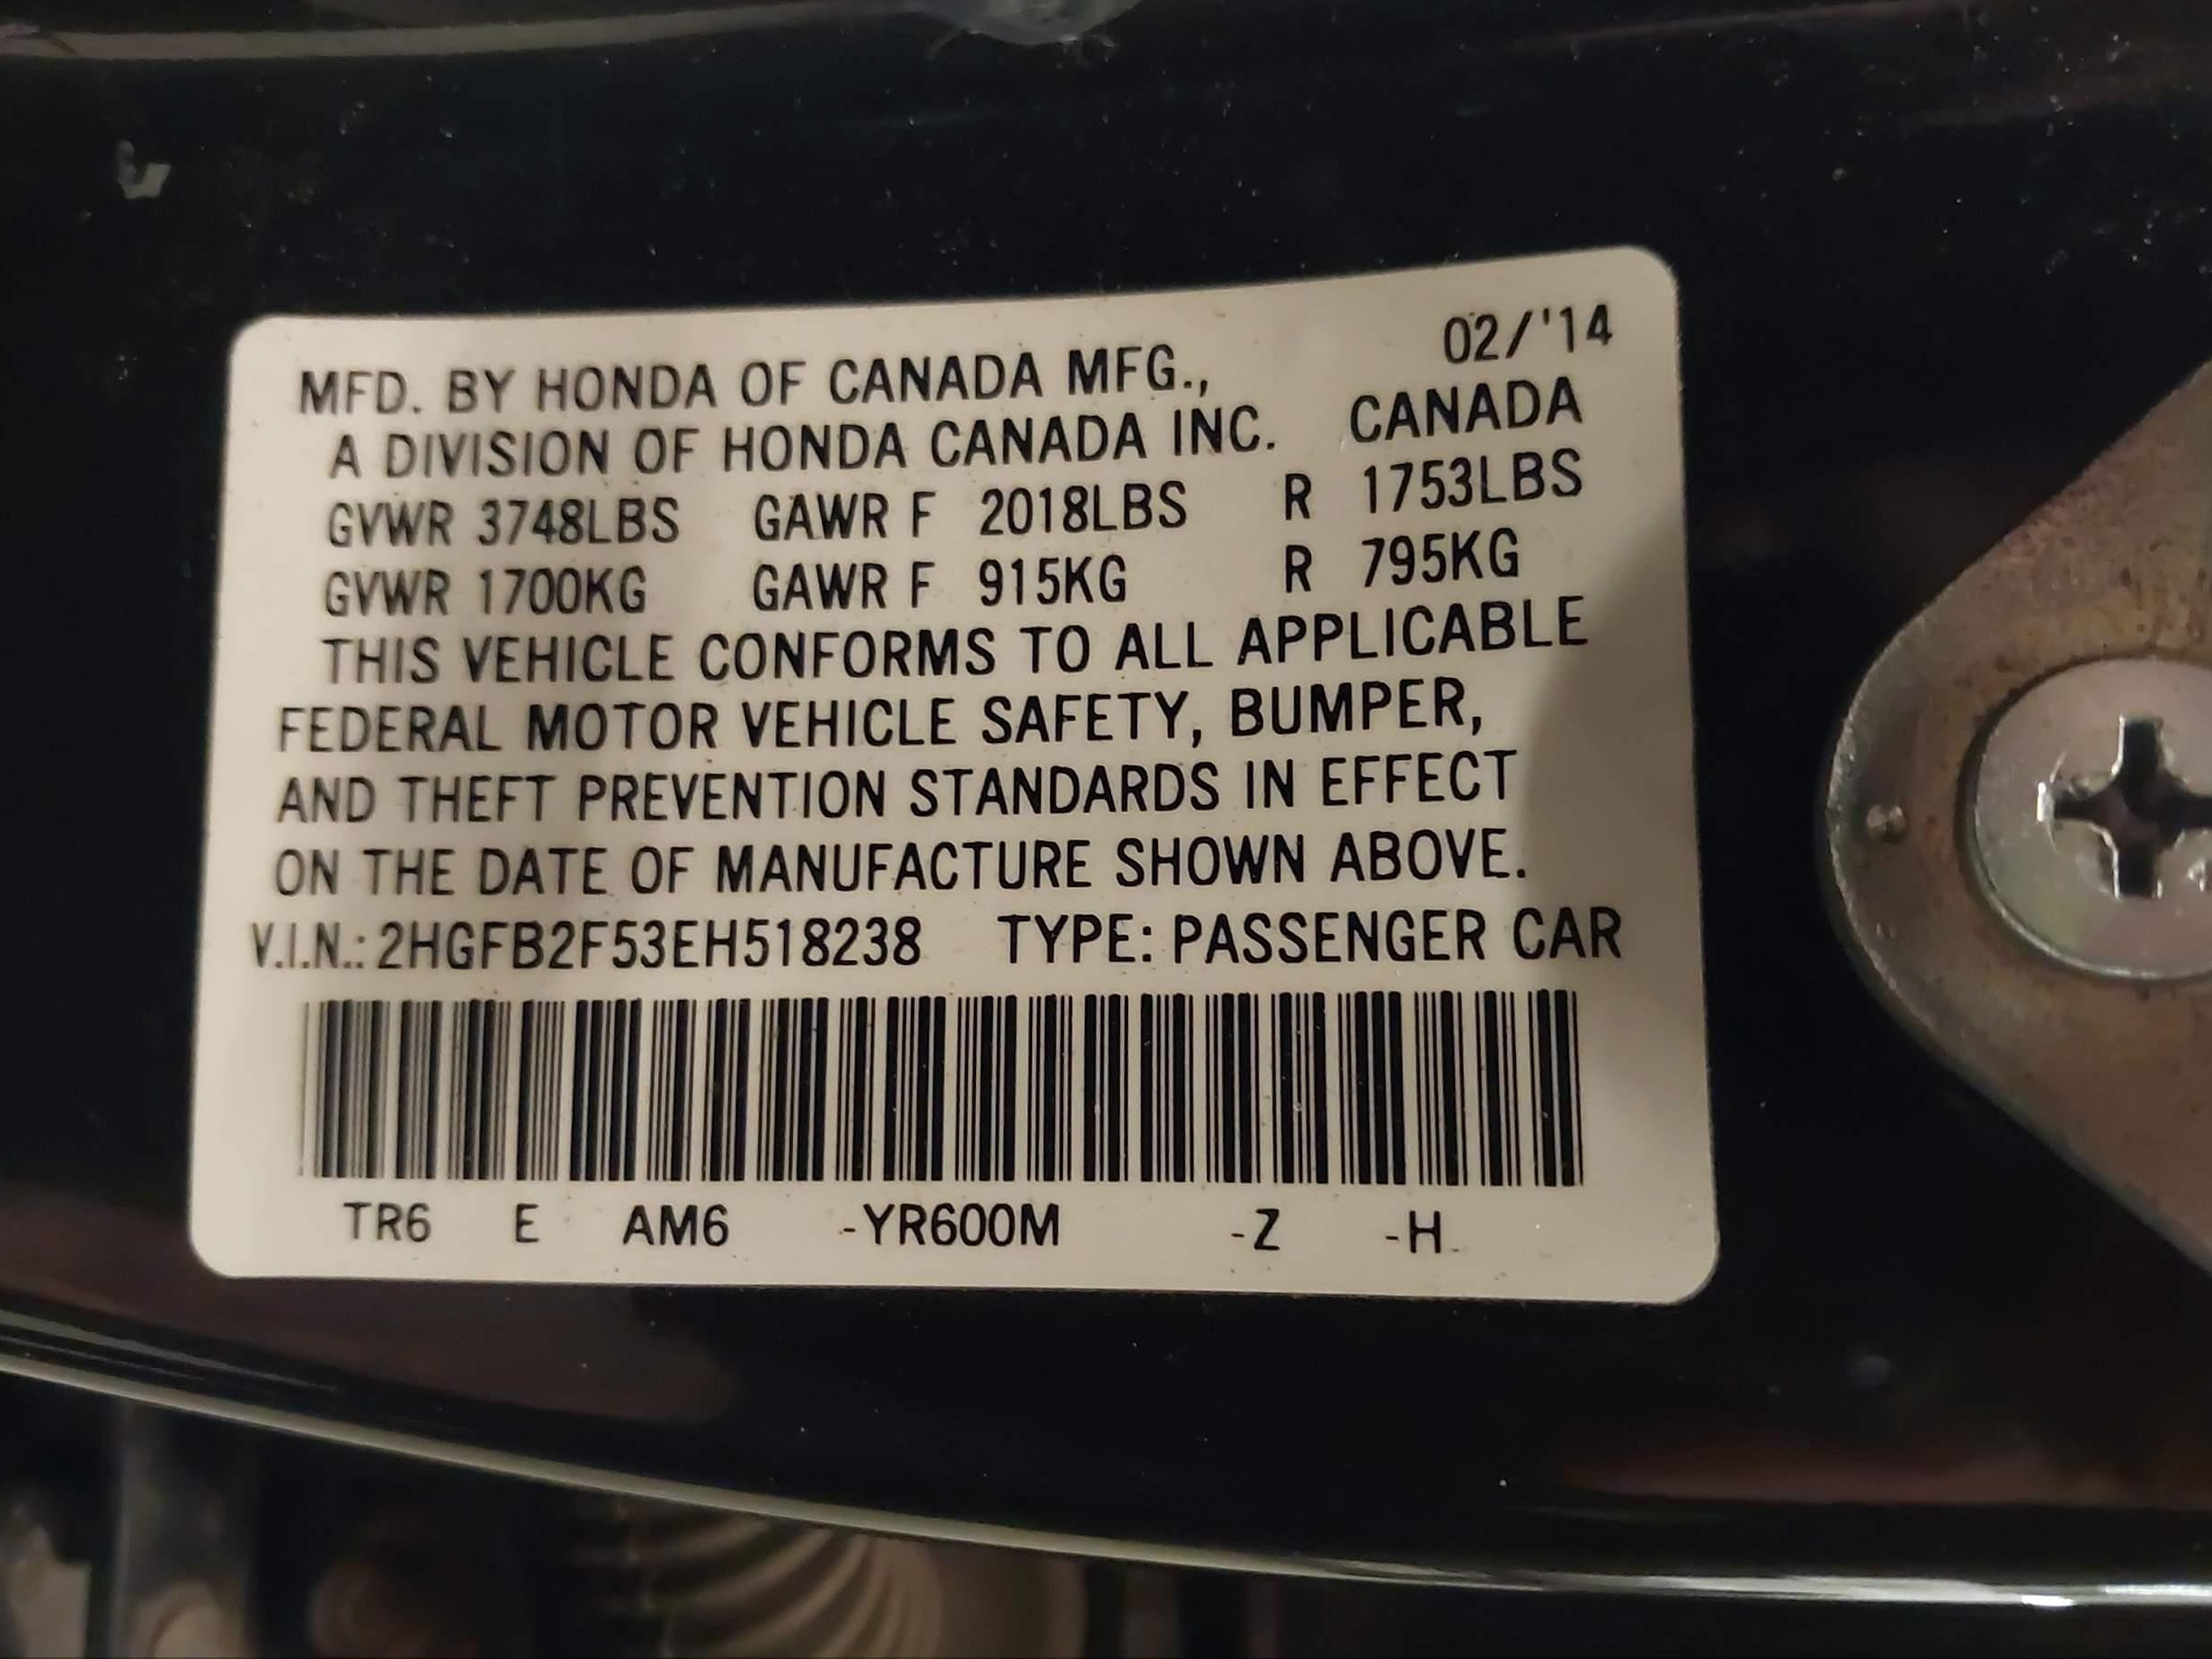 02/'14
MFD. BY HONDA OF CANADA MFG.,
A DIVISION OF HONDA CANADA INC. CANADA
GVWR 3748LBS GAWR F 2018LBS R 1753LBS
GVWR 1700KG GAWR F 915KG R 795KG
THIS VEHICLE CONFORMS TO ALL APPLICABLE
FEDERAL MOTOR VEHICLE SAFETY, BUMPER,
AND THEFT PREVENTION STANDARDS IN EFFECT
ON THE DATE OF MANUFACTURE SHOWN ABOVE.
V.I.N.: 2HGFB2F53EH518238 TYPE: PASSENGER CAR
TR6 E AM6 -YR600M -Z -H